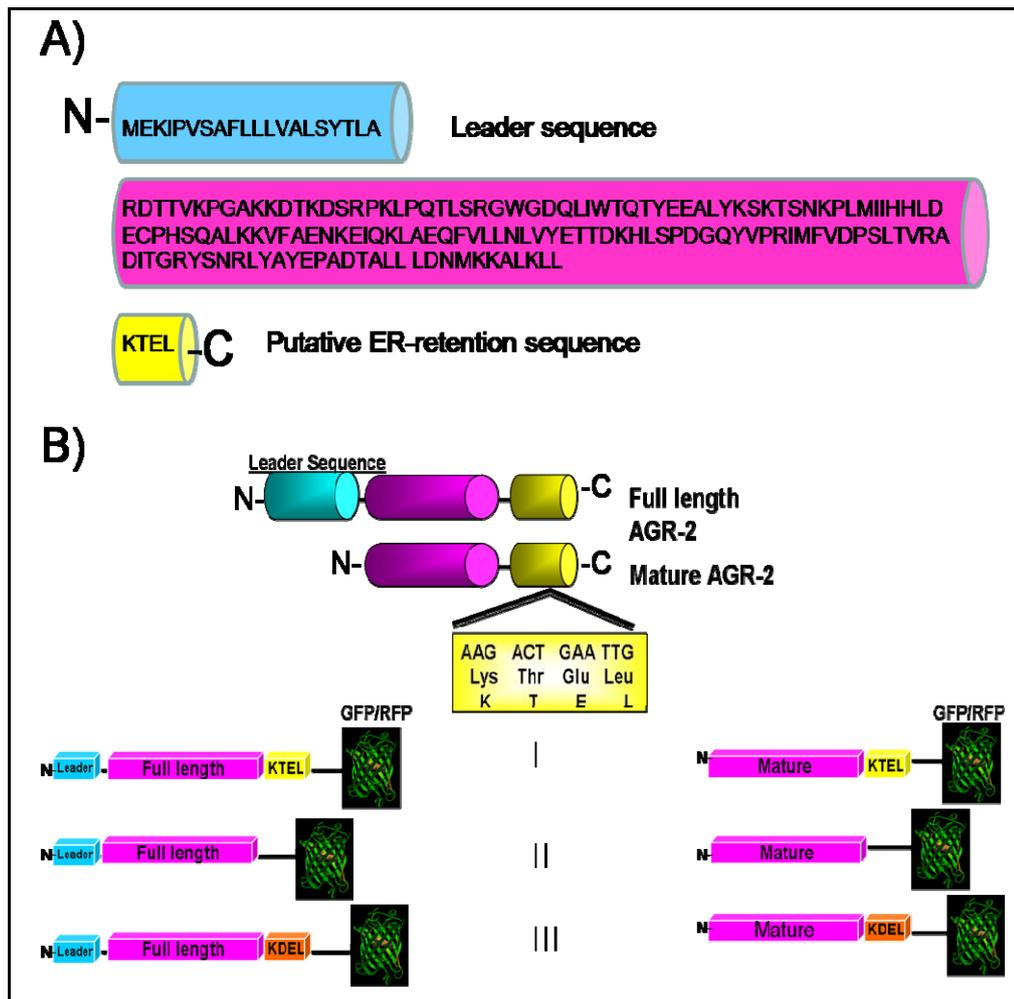 A)
N- MEKIPVSAFLLLVALSYTLA Leader sequence
RDTTVKPGAKKDTKDSRPKLPQTLSRGWGDQLIWTQTYEEALYKSKTSNKPLMIIHHLD
ECPHSQALKKVFAENKEIQKLAEQFVLLNLVYETTDKHLSPDGQYVPRIMFVDPSLTVRA
DITGRYSNRLYAYEPADTALL LDNMKKALKLL
KTEL -C Putative ER-retention sequence
B)
Leader Sequence
N- -C Full length
AGR-2
N- -C Mature AGR-2
AAG ACT GAA TTG
Lys Thr Glu Leu
K T E L
GFP/RFP GFP/RFP
N Leader Full length KTEL I N Mature KTEL
N Leader Full length II N Mature
N Leader Full length KDEL III N Mature KDEL